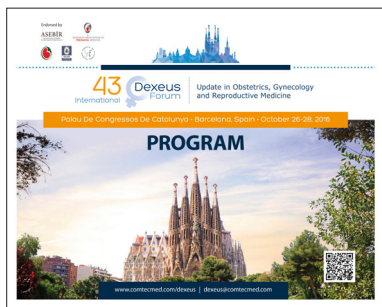 Endorsed by
ASEBIR
43
International
Dexeus
Forum
Update in Obstetrics, Gynecology
and Reproductive Medicine
Palau De Congressos De Catalunya • Barcelona, Spain • October 26-28, 2016
PROGRAM
www.comtecmed.com/dexeus | dexeus@comtecmed.com